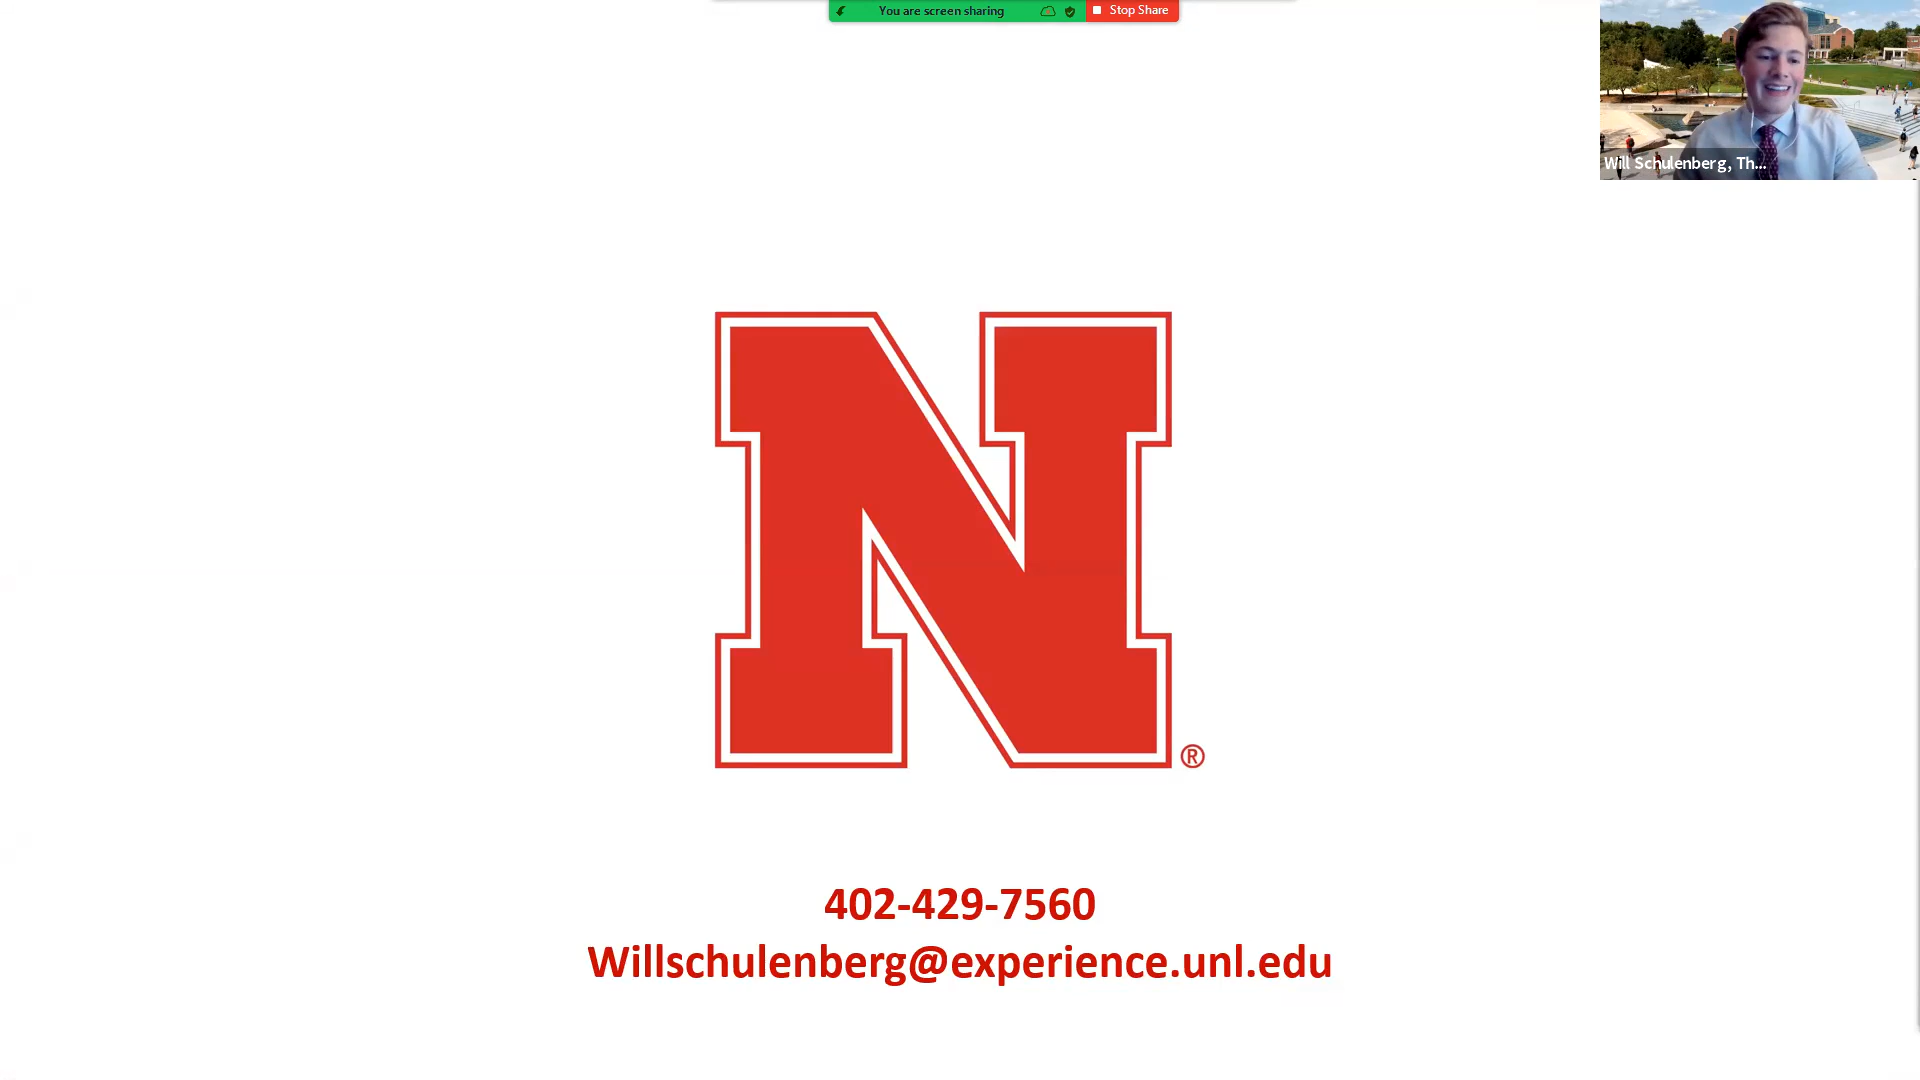 You are screen sharing
Stop Share
Will Schulenberg, Th...
N
®
402-429-7560
Willschulenberg@experience.unl.edu